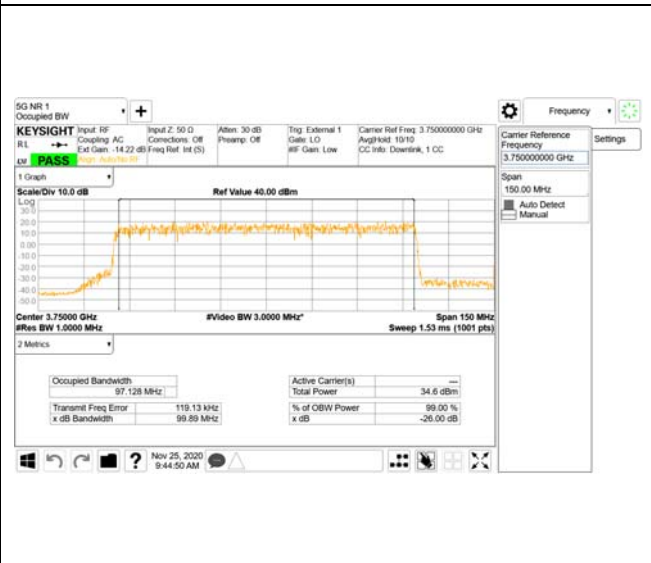 5G NR 1
Occupied BW
+
Frequency
KEYSIGHT
Input: RF
Input Z: 50 Ω
Atten: 30 dB
Trig: External 1
Carrier Ref Freq: 3.750000000 GHz
RL
Coupling: AC
Corrections: Off
Preamp: Off
Gate: LO
Avg|Hold: 10/10
Ext Gain: -14.22 dB
Freq Ref: Int (S)
#IF Gain: Low
CC Info: Downlink, 1 CC
PASS
Align: Auto/No RF
Carrier Reference
Frequency
3.750000000 GHz
Settings
Span
150.00 MHz
Auto Detect
Manual
1 Graph
Scale/Div 10.0 dB
Ref Value 40.00 dBm
Log
30.0
20.0
10.0
0.00
-10.0
-20.0
-30.0
-40.0
-50.0
Center 3.75000 GHz
#Video BW 3.0000 MHz*
Span 150 MHz
#Res BW 1.0000 MHz
Sweep 1.53 ms (1001 pts)
2 Metrics
Occupied Bandwidth
97.128 MHz
Active Carrier(s)
---
Total Power
34.6 dBm
Transmit Freq Error
119.13 kHz
% of OBW Power
99.00 %
x dB Bandwidth
99.89 MHz
x dB
-26.00 dB
?
Nov 25, 2020
9:44:50 AM